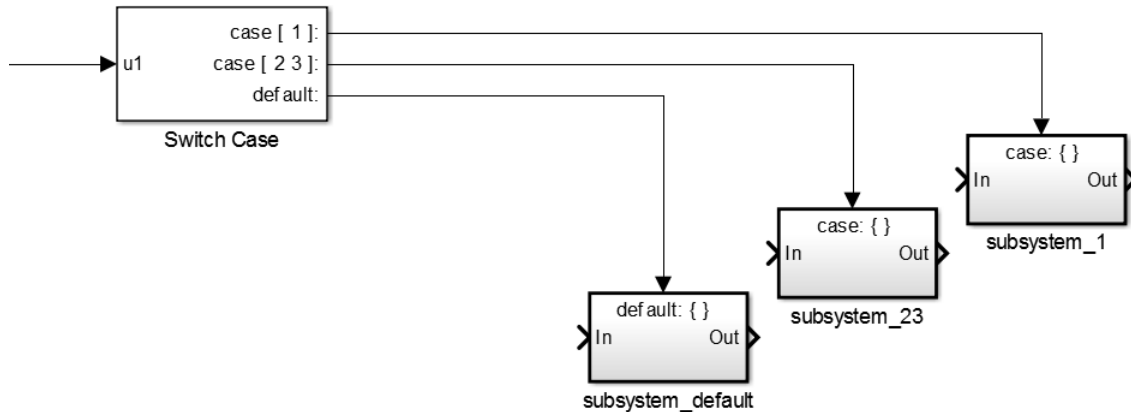 case [ 1 ]:
u1
case [ 2 3 ]:
default:
Switch Case
case: { }
In
Out
subsystem_1
case: { }
In
Out
subsystem_23
default: { }
In
Out
subsystem_default